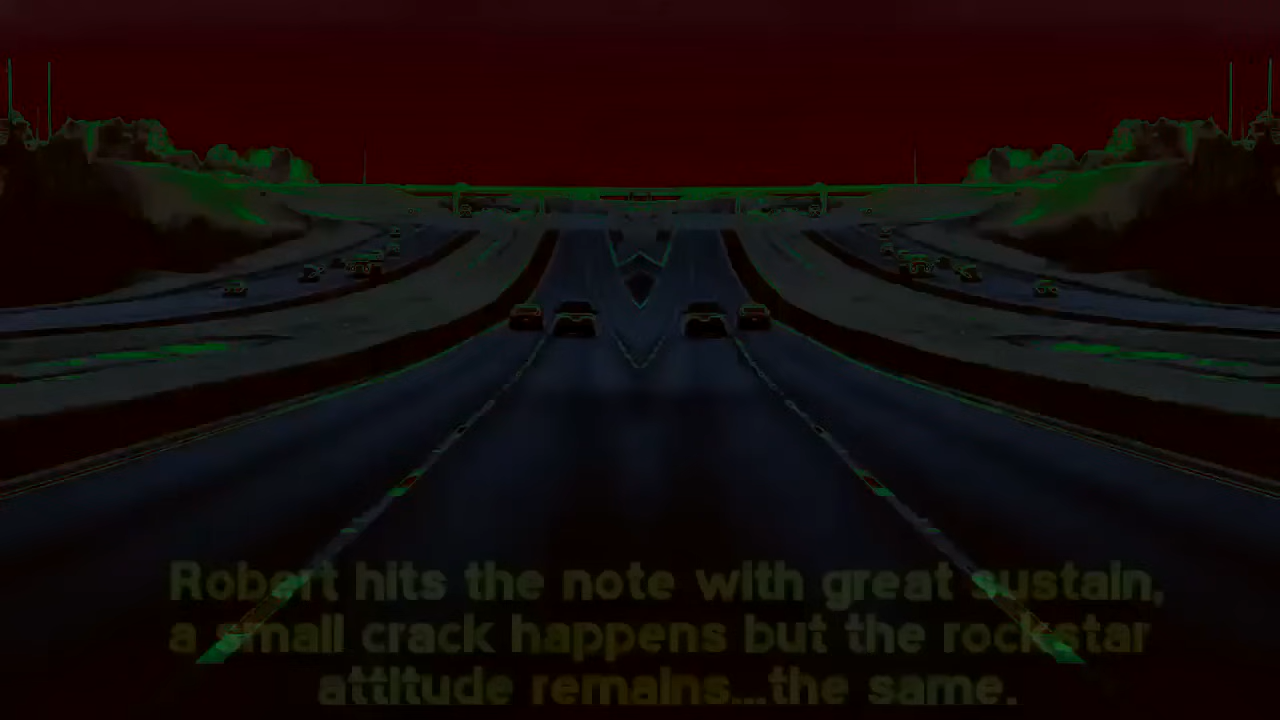 Robert hits the note with great sustain,
a small crack happens but the rockstar
attitude remains...the same.